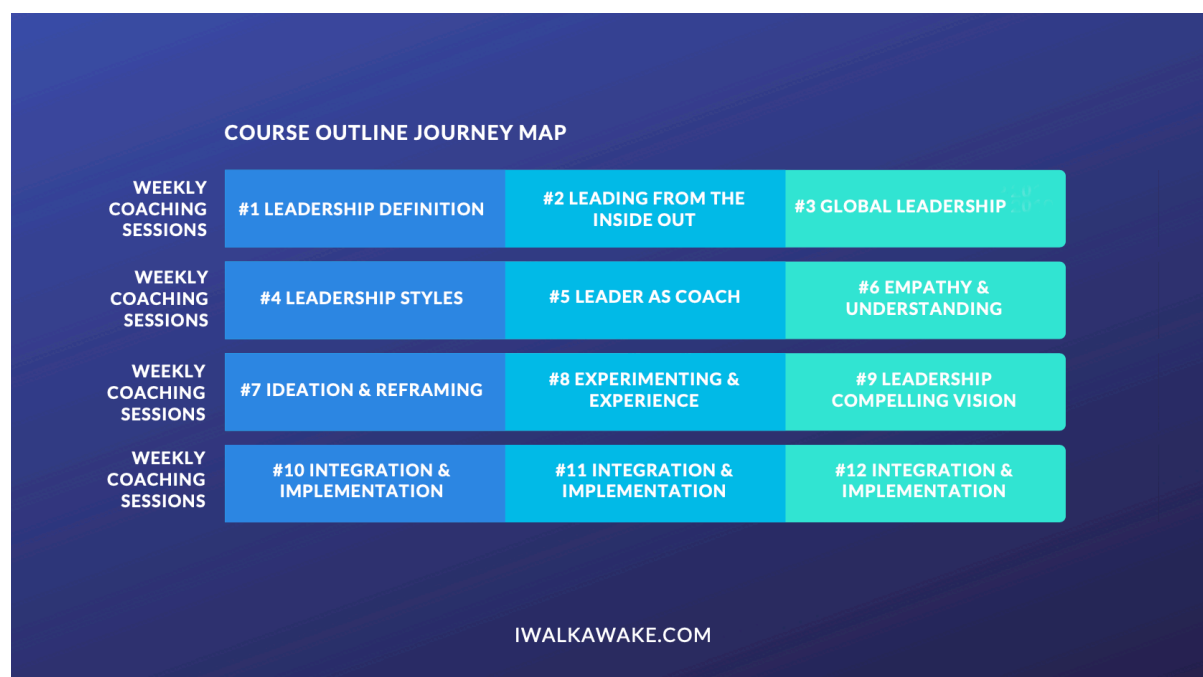 COURSE OUTLINE JOURNEY MAP
WEEKLY
COACHING
SESSIONS
#1 LEADERSHIP DEFINITION
#2 LEADING FROM THE
INSIDE OUT
#3 GLOBAL LEADERSHIP
WEEKLY
COACHING
SESSIONS
#4 LEADERSHIP STYLES
#5 LEADER AS COACH
#6 EMPATHY &
UNDERSTANDING
WEEKLY
COACHING
SESSIONS
#7 IDEATION & REFRAMING
#8 EXPERIMENTING &
EXPERIENCE
#9 LEADERSHIP
COMPELLING VISION
WEEKLY
COACHING
SESSIONS
#10 INTEGRATION &
IMPLEMENTATION
#11 INTEGRATION &
IMPLEMENTATION
#12 INTEGRATION &
IMPLEMENTATION
IWALKAWAKE.COM